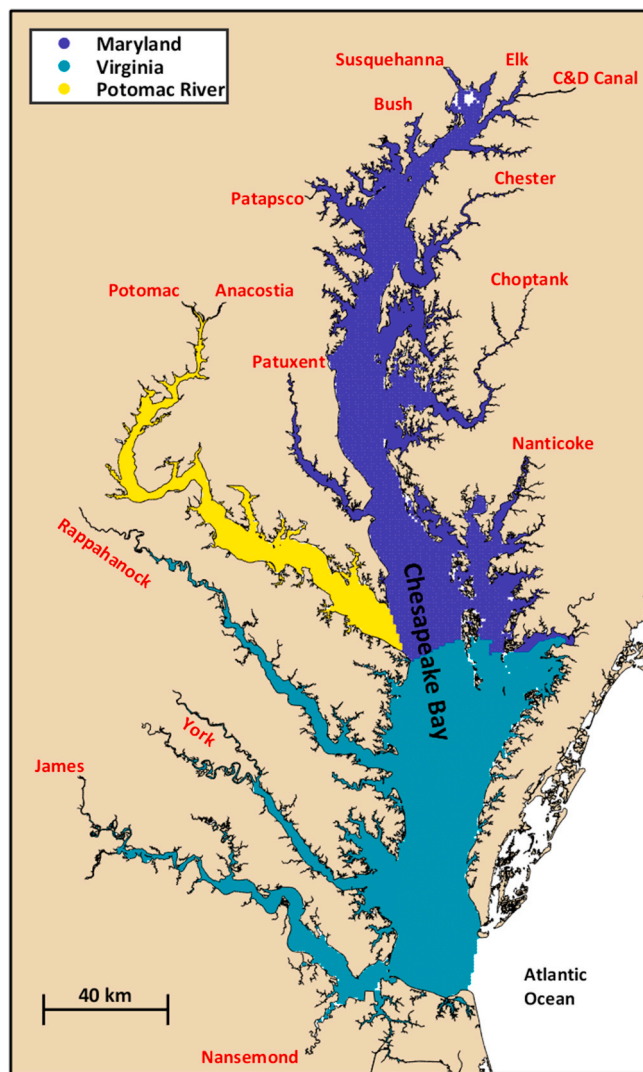 Maryland
Virginia
Potomac River
Susquehanna
Elk
C&D Canal
Bush
Chester
Patapsco
Choptank
Potomac
Anacostia
Patuxent
Nanticoke
Rappahanock
Chesapeake Bay
York
James
Atlantic
Ocean
40 km
Nansemond